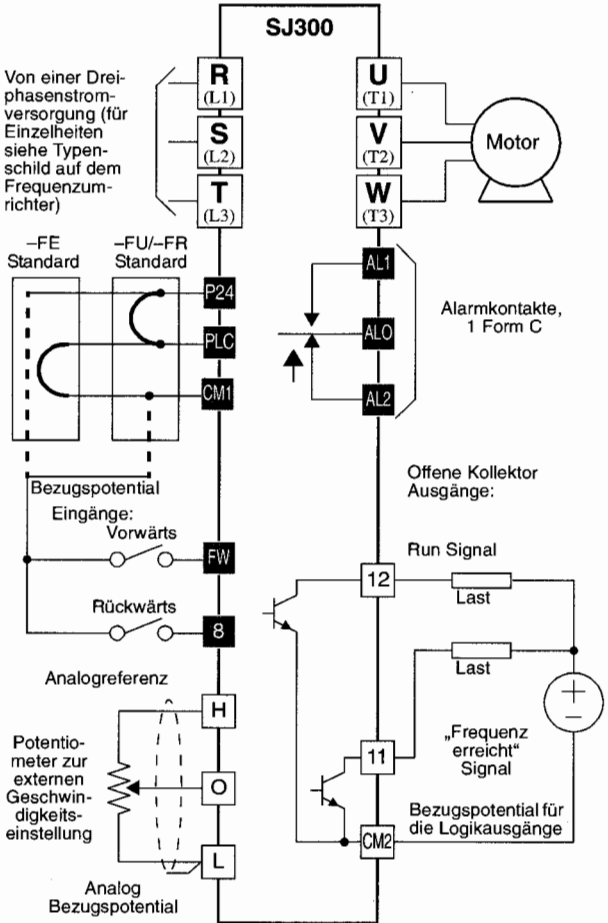 SJ300
Von einer Drei-
phasenstrom-
versorgung (für
Einzelheiten
siehe Typen-
schild auf dem
Frequenzum-
richter)
R
(L1)
S
(L2)
T
(L3)
U
(T1)
V
(T2)
W
(T3)
Motor
–FE
Standard
–FU/–FR
Standard
P24
PLC
CM1
AL1
AL0
AL2
Alarmkontakte,
1 Form C
Bezugspotential
Eingänge:
Vorwärts
FW
Rückwärts
8
Offene Kollektor
Ausgänge:
Run Signal
12
Last
Last
+
–
11
„Frequenz
erreicht“
Signal
CM2
Bezugspotential für
die Logikausgänge
Analogreferenz
H
Potentio-
meter zur
externen
Geschwin-
digkeits-
einstellung
O
L
Analog
Bezugspotential